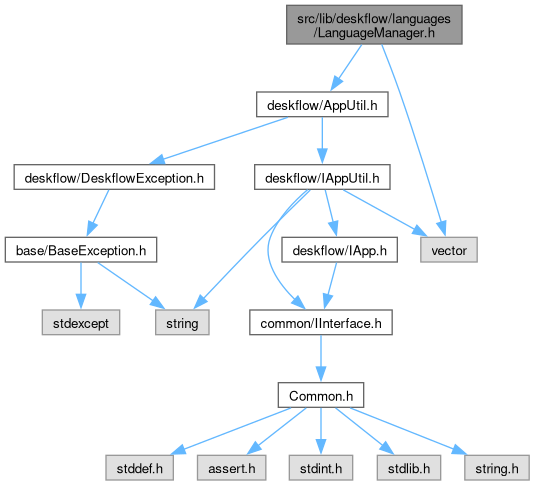 src/lib/deskflow/languages
/LanguageManager.h
deskflow/AppUtil.h
deskflow/DeskflowException.h
deskflow/IAppUtil.h
base/BaseException.h
deskflow/IApp.h
vector
stdexcept
string
common/IInterface.h
Common.h
stddef.h
assert.h
stdint.h
stdlib.h
string.h